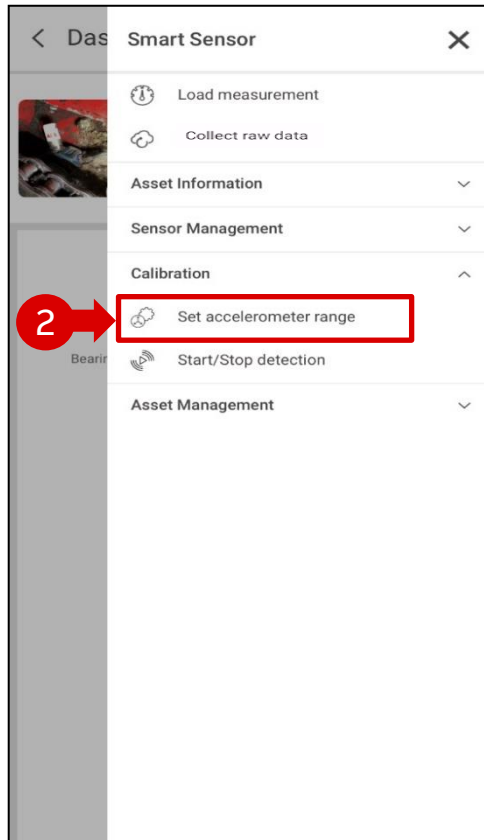 Das
Smart Sensor
Load measurement
Collect raw data
Asset Information
Sensor Management
Calibration
2
Set accelerometer range
Bearin
Start/Stop detection
Asset Management